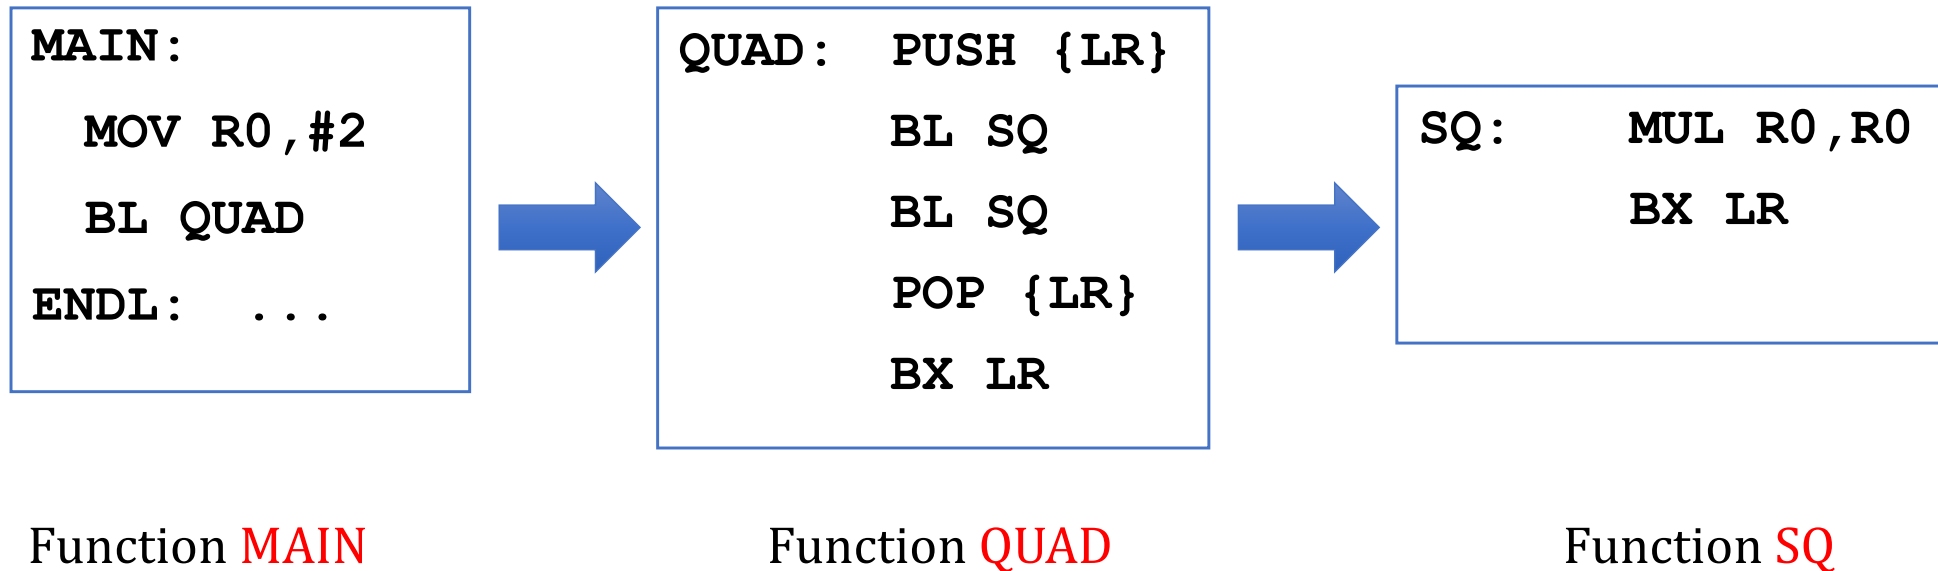 MAIN:
MOV R0,#2
BL QUAD
ENDL: ...
QUAD: PUSH {LR}
BL SQ
BL SQ
POP {LR}
BX LR
SQ: MUL R0,R0
BX LR
Function MAIN
Function QUAD
Function SQ